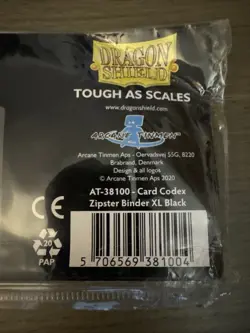 DRAGON
SHIELD
TOUGH AS SCALES
www.dragonshield.com
ARCANE TINMEN
Arcane Tinmen Aps - Oervadsvej 55G, 8220
Brabrand, Denmark
Design & all logos
© Arcane Tinmen Aps 2020
AT-38100 - Card Codex
Zipster Binder XL Black
CE
20
PAP
5 706569 381004